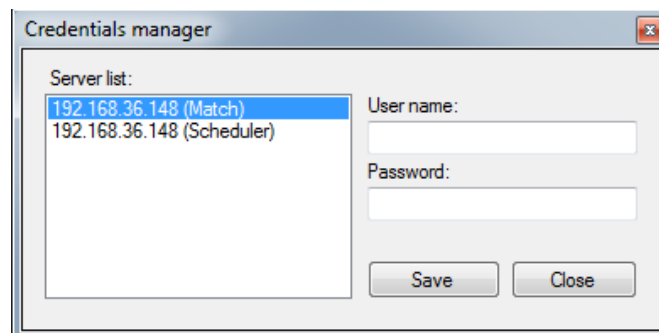 Credentials manager
Server list:
192.168.36.148 (Match)
192.168.36.148 (Scheduler)
User name:
Password:
Save
Close